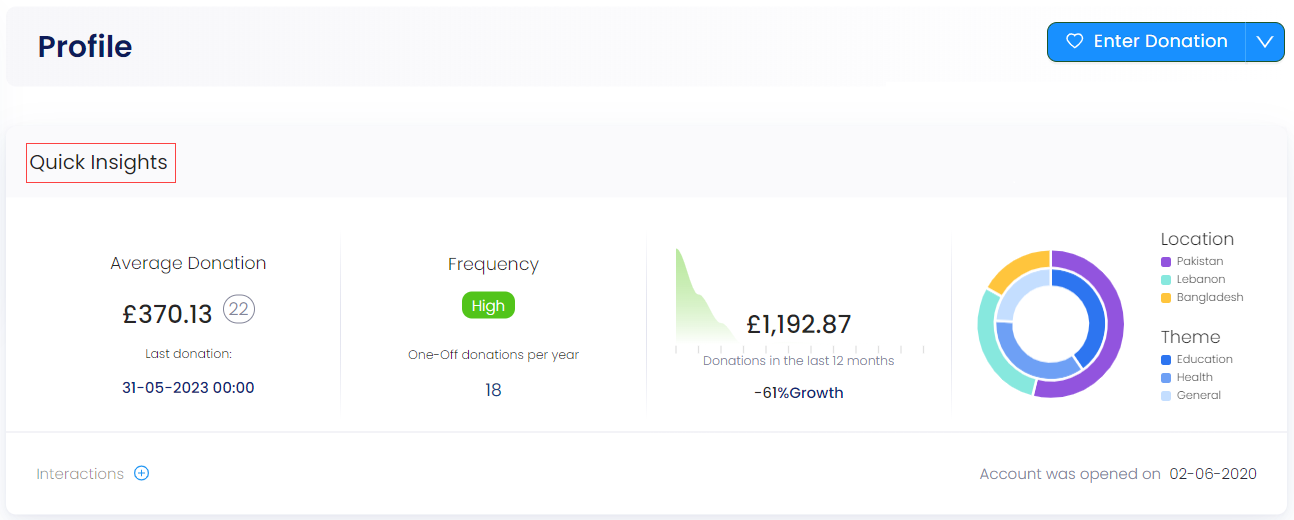 Profile
Enter Donation
Quick Insights
Average Donation
£370.13 22
Last donation:
31-05-2023 00:00
Frequency
High
One-Off donations per year
18
£1,192.87
Donations in the last 12 months
-61%Growth
Location
Pakistan
Lebanon
Bangladesh
Theme
Education
Health
General
Interactions
Account was opened on 02-06-2020